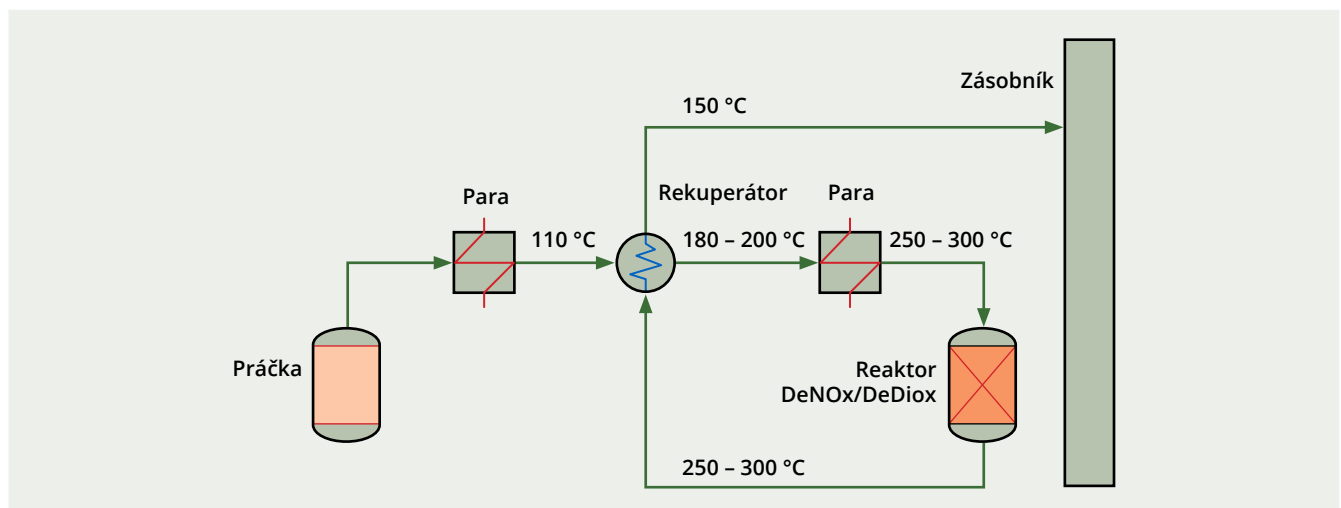 Zásobník
150 °C
Para
Rekuperátor
Para
110 °C
180 – 200 °C
250 – 300 °C
Práčka
Reaktor
DeNOx/DeDiox
250 – 300 °C